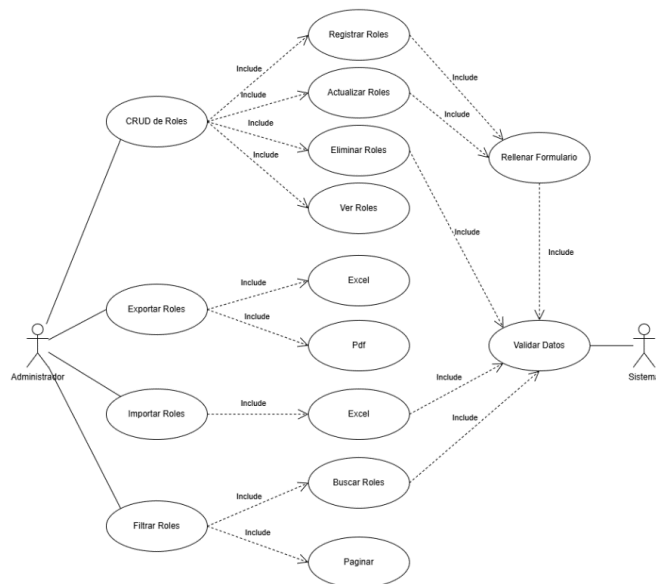 Registrar Roles
Include
Include
Include
Actualizar Roles
Include
Include
CRUD de Roles
Include
Eliminar Roles
Rellenar Formulario
Include
Ver Roles
Include
Include
Include
Excel
Exportar Roles
Include
Pdf
Validar Datos
Administrador
Sistema
Include
Include
Importar Roles
Excel
Include
Include
Buscar Roles
Filtrar Roles
Include
Paginar